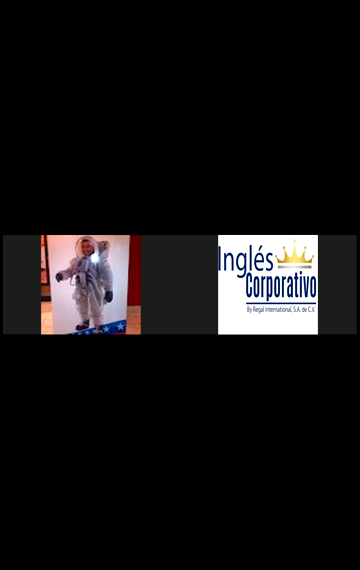 Inglés
Corporativo
By Regal International, S.A. de C.V.